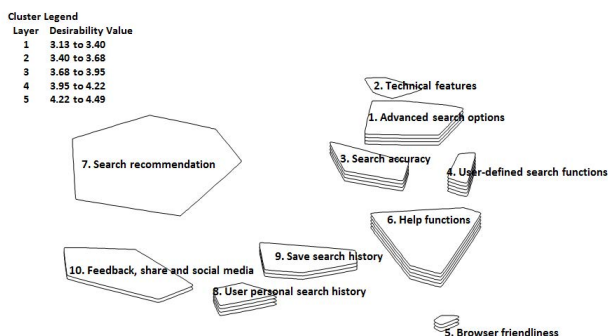 Cluster Legend
Layer Desirability Value
1 3.13 to 3.40
2 3.40 to 3.68
3 3.68 to 3.95
4 3.95 to 4.22
5 4.22 to 4.49
2. Technical features
1. Advanced search options
3. Search accuracy
7. Search recommendation
4. User-defined search functions
6. Help functions
9. Save search history
10. Feedback, share and social media
8. User personal search history
5. Browser friendliness